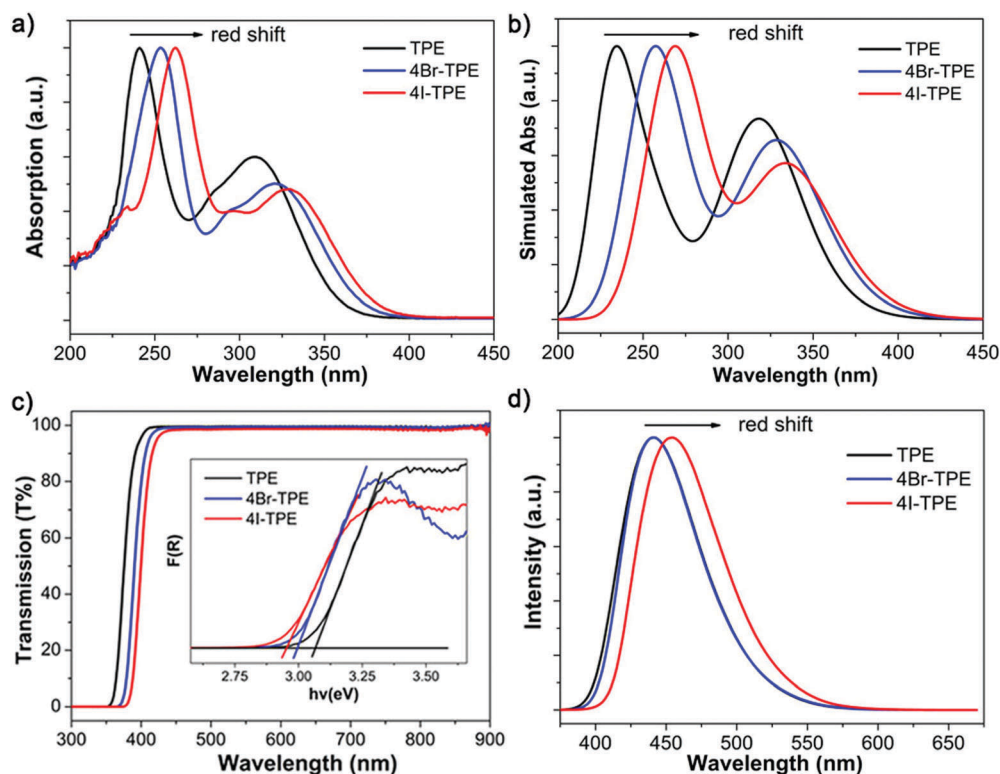 a)
red shift
TPE
4Br-TPE
4I-TPE
Absorption (a.u.)
200 250 300 350 400 450
Wavelength (nm)
b)
red shift
TPE
4Br-TPE
4I-TPE
Simulated Abs (a.u.)
200 250 300 350 400 450
Wavelength (nm)
c)
Transmission (T%)
100
80
60
40
20
0
TPE
4Br-TPE
4I-TPE
F(R)
2.75 3.00 3.25 3.50
hν(eV)
300 400 500 600 700 800 900
Wavelength (nm)
d)
red shift
TPE
4Br-TPE
4I-TPE
Intensity (a.u.)
400 450 500 550 600 650
Wavelength (nm)